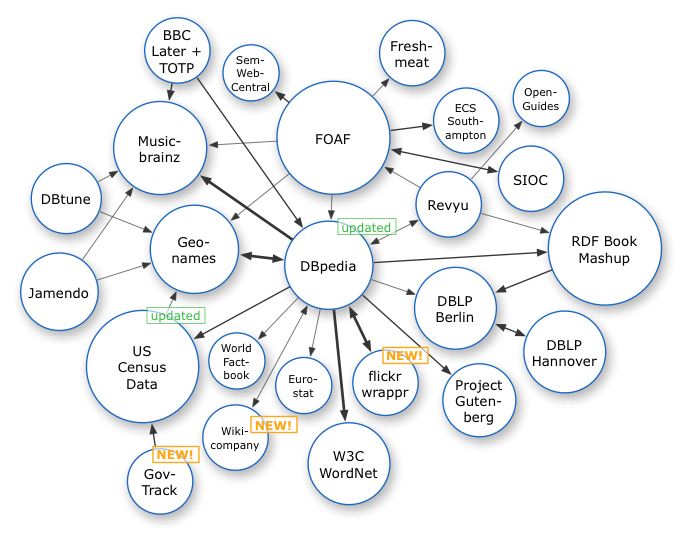 BBC
Later +
TOTP
Sem-
Web-
Central
Fresh-
meat
Open-
Guides
ECS
South-
ampton
FOAF
Music-
brainz
SIOC
DBtune
Revyu
updated
Geo-
names
DBpedia
RDF Book
Mashup
Jamendo
updated
DBLP
Berlin
US
Census
Data
World
Fact-
book
Euro-
stat
NEW!
flickr
wrappr
DBLP
Hannover
Project
Guten-
berg
Wiki-
company
NEW!
W3C
WordNet
NEW!
Gov-
Track